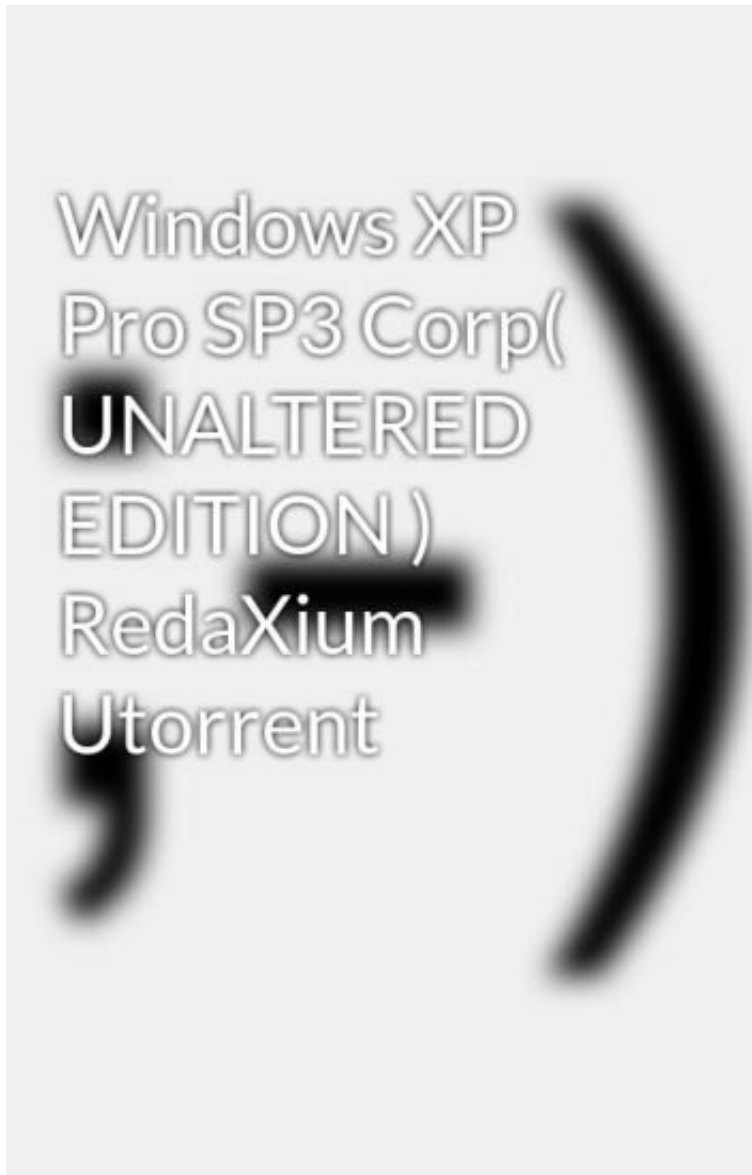 Windows XP
Pro SP3 Corp(
UNALTERED
EDITION )
RedaXium
Utorrent
;-)